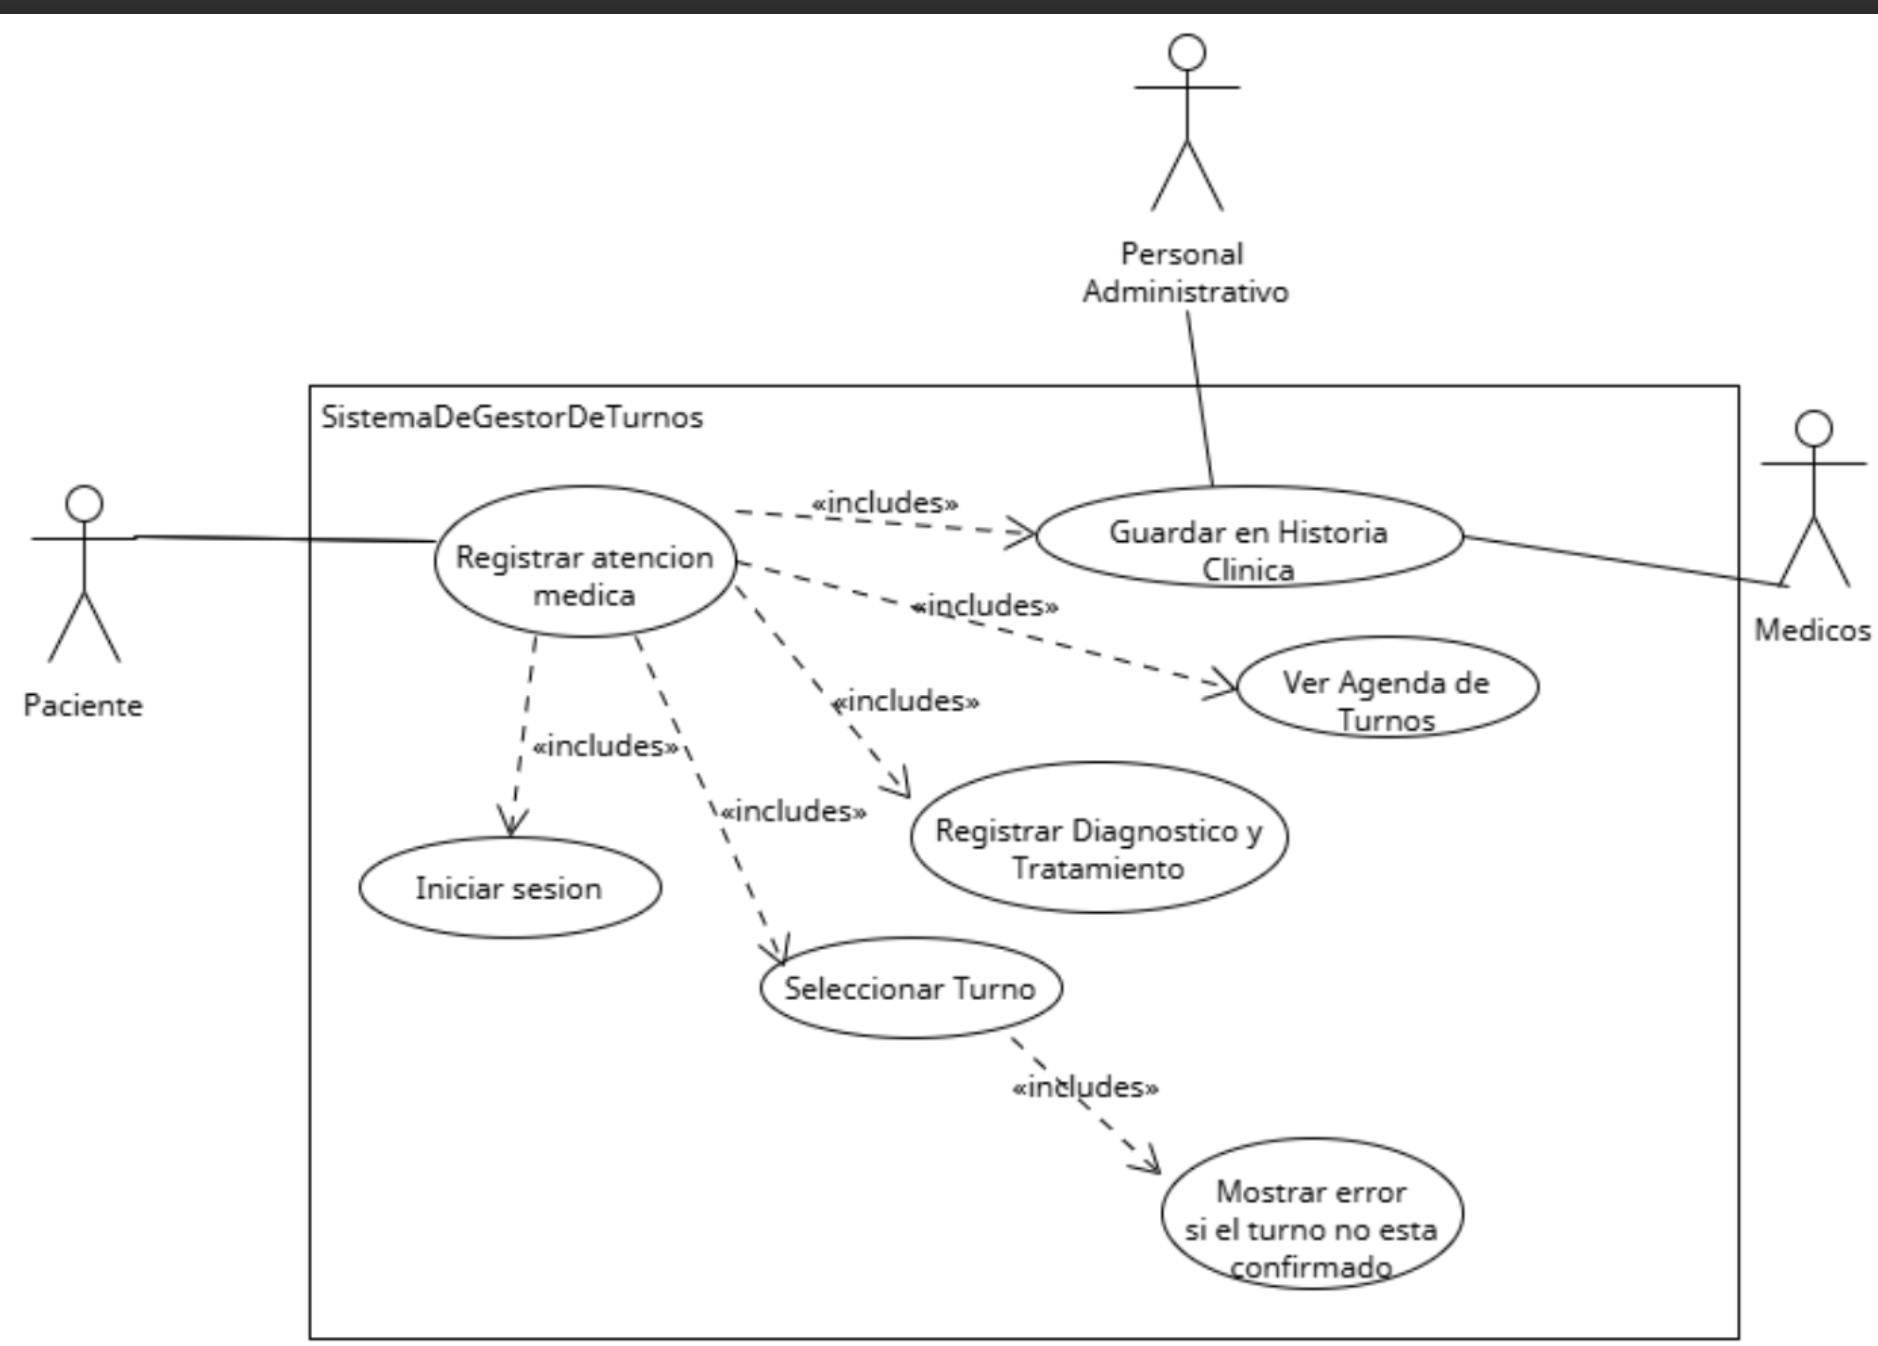 Personal
Administrativo
SistemaDeGestorDeTurnos
«includes»
Guardar en Historia
Clinica
Registrar atencion
medica
«includes»
Medicos
Paciente
Ver Agenda de
Turnos
«includes»
«includes»
«includes»
Registrar Diagnostico y
Tratamiento
Iniciar sesion
Seleccionar Turno
«includes»
Mostrar error
si el turno no esta
confirmado